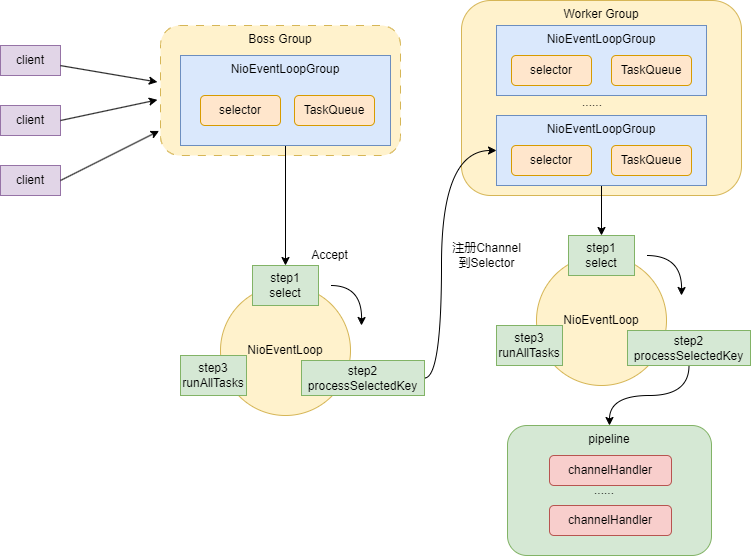 client
client
client
Boss Group
NioEventLoopGroup
selector
TaskQueue
Accept
step1
select
NioEventLoop
step3
runAllTasks
step2
processSelectedKey
注册Channel
到Selector
Worker Group
NioEventLoopGroup
selector
TaskQueue
......
NioEventLoopGroup
selector
TaskQueue
step1
select
NioEventLoop
step3
runAllTasks
step2
processSelectedKey
pipeline
channelHandler
......
channelHandler